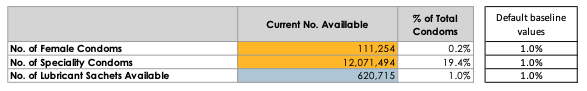 Current No. Availlable % of Total Condoms Default baseline values
No. of Female Condoms 111,254 0.2% 1.0%
No. of Speciality Condoms 12,071,494 19.4% 1.0%
No. of Lubricant Sachets Available 620,715 1.0% 1.0%